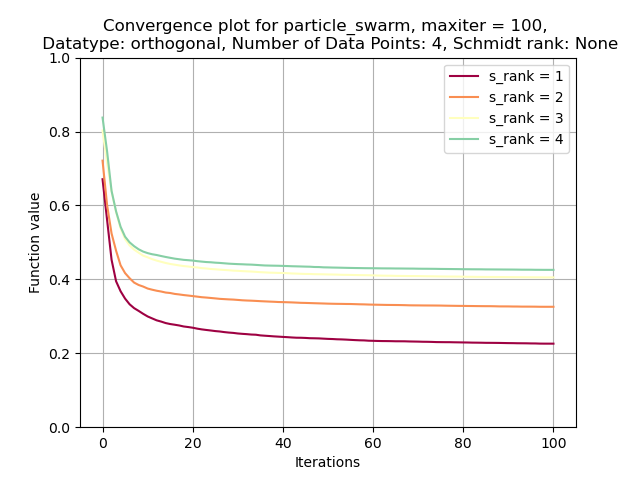 Convergence plot for particle_swarm, maxiter = 100,
Datatype: orthogonal, Number of Data Points: 4, Schmidt rank: None
1.0
0.8
0.6
0.4
0.2
0.0
Function value
s_rank = 1
s_rank = 2
s_rank = 3
s_rank = 4
0 20 40 60 80 100
Iterations